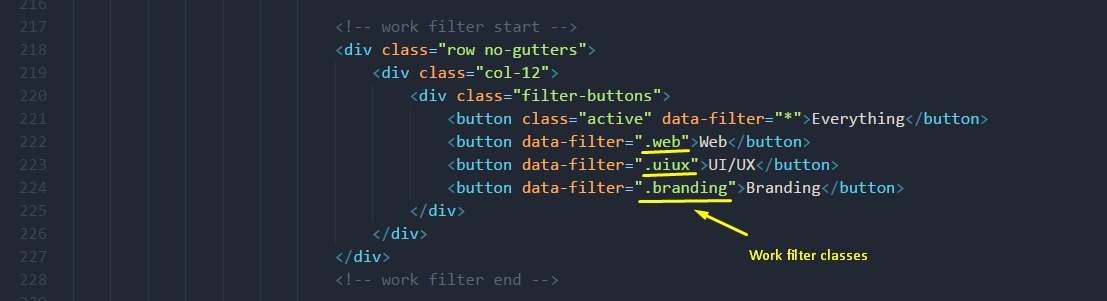 216
217 <!-- work filter start -->
218 <div class="row no-gutters">
219 <div class="col-12">
220 <div class="filter-buttons">
221 <button class="active" data-filter="*">Everything</button>
222 <button data-filter=".web">Web</button>
223 <button data-filter=".uiux">UI/UX</button>
224 <button data-filter=".branding">Branding</button>
225 </div>
226 </div>
227 </div>
Work filter classes
228 <!-- work filter end -->